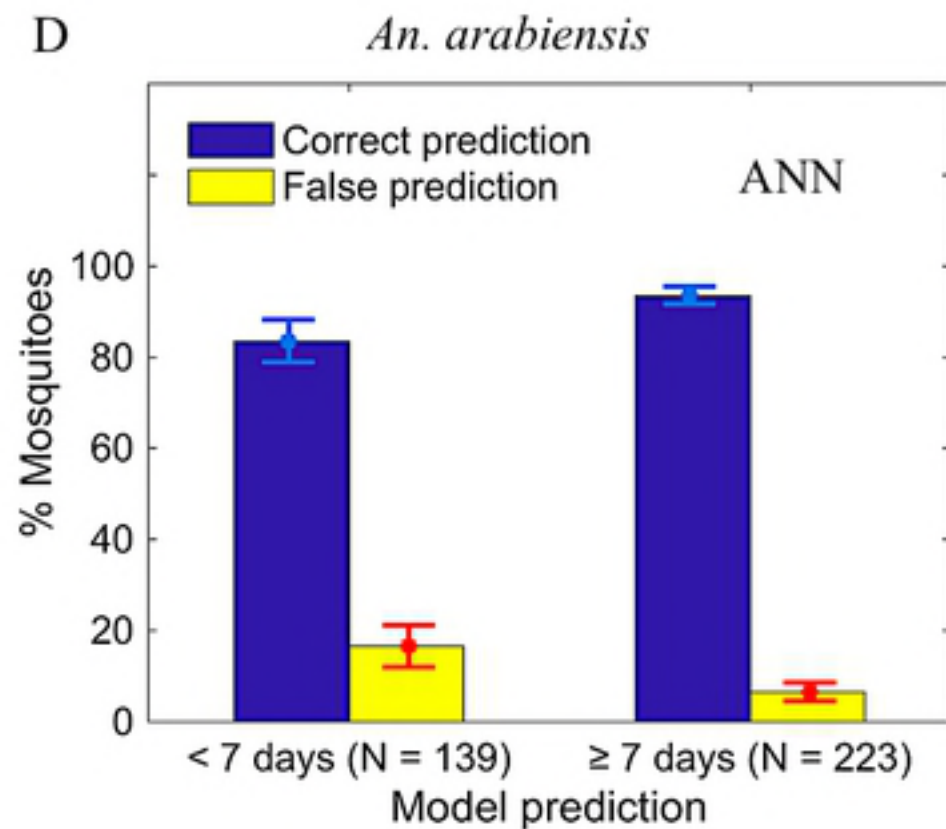 D
An. arabiensis
Correct prediction
False prediction
ANN
% Mosquitoes
100
80
60
40
20
0
< 7 days (N = 139)
≥ 7 days (N = 223)
Model prediction